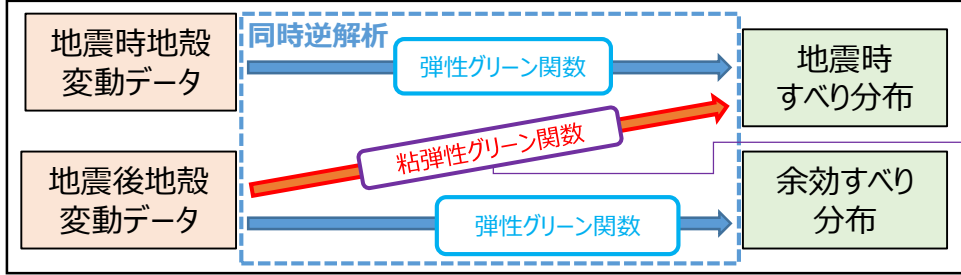 地震時地殻
変動データ
同時逆解析
弾性グリーン関数
地震時
すべり分布
粘弾性グリーン関数
地震後地殻
変動データ
弾性グリーン関数
余効すべり
分布